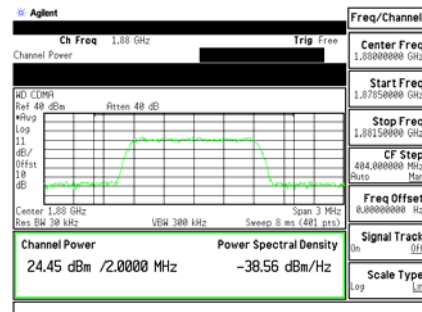 Agilent
Freq/Channel
Ch Freq 1.88 GHz Trig Free
Channel Power
Center Freq
1.88000000 GHz
Start Freq
1.87850000 GHz
Stop Freq
1.88150000 GHz
CF Step
404.000000 MHz
Auto Man
Freq Offset
0.00000000 Hz
Signal Track
On Off
Scale Type
Log Lin
WD CDMA
Ref 40 dBm Atten 40 dB
#Avg
Log
11
dB/
Offst
10
dB
Center 1.88 GHz Span 3 MHz
Res BW 30 kHz VBW 300 kHz Sweep 8 ms (401 pts)
Channel Power Power Spectral Density
24.45 dBm /2.0000 MHz -38.56 dBm/Hz